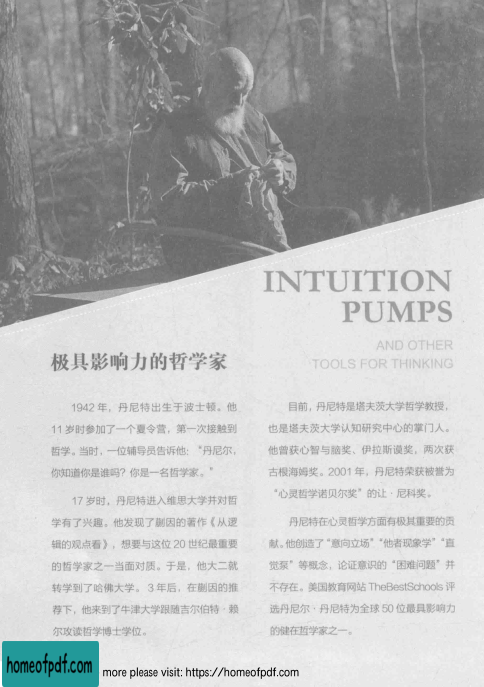 INTUITION
PUMPS
AND OTHER
TOOLS FOR THINKING
极具影响力的哲学家
1942 年，丹尼特出生于波士顿。他
11 岁时参加了一个夏令营，第一次接触到
哲学。当时，一位辅导员告诉他：“丹尼尔，
你知道你是谁吗？你是一名哲学家。”
17 岁时，丹尼特进入维思大学并对哲
学有了兴趣。他发现了蒯因的著作《从逻
辑的观点看》，想要与这位 20 世纪最重要
的哲学家之一当面对质。于是，他大二就
转学到了哈佛大学。3 年后，在蒯因的推
荐下，他来到了牛津大学跟随吉尔伯特·赖
尔攻读哲学博士学位。
目前，丹尼特是塔夫茨大学哲学教授，
也是塔夫茨大学认知研究中心的掌门人。
他曾获心智与脑奖、伊拉斯谟奖，两次获
古根海姆奖。2001 年，丹尼特荣获被誉为
“心灵哲学诺贝尔奖”的让·尼科奖。
丹尼特在心灵哲学方面有极其重要的贡
献。他创造了“意向立场”“他者现象学”“直
觉泵”等概念，论证意识的“困难问题”并
不存在。美国教育网站 TheBestSchools 评
选丹尼尔·丹尼特为全球 50 位最具影响力
的健在哲学家之一。
homeofpdf.com
more please visit: https://homeofpdf.com